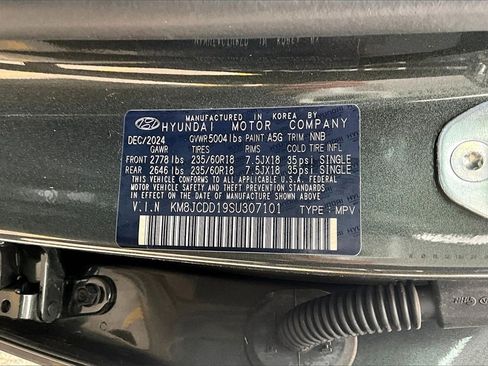 MANUFACTURED IN KOREA BY
HYUNDAI MOTOR COMPANY
DEC/2024 GVWR 5004 lbs PAINT A5G TRIM NNB
GAWR TIRES RIMS COLD TIRE INFL
FRONT 2778 lbs 235/60R18 7.5JX18 35psi SINGLE
REAR 2646 lbs 235/60R18 7.5JX18 35psi SINGLE
THIS VEHICLE CONFORMS TO ALL APPLICABLE U.S.A. FEDERAL
MOTOR VEHICLE SAFETY, BUMPER, AND THEFT PREVENTION STANDARDS
IN EFFECT ON THE DATE OF MANUFACTURE SHOWN ABOVE.
V.I.N KM8JCDD19SU307101 TYPE : MPV